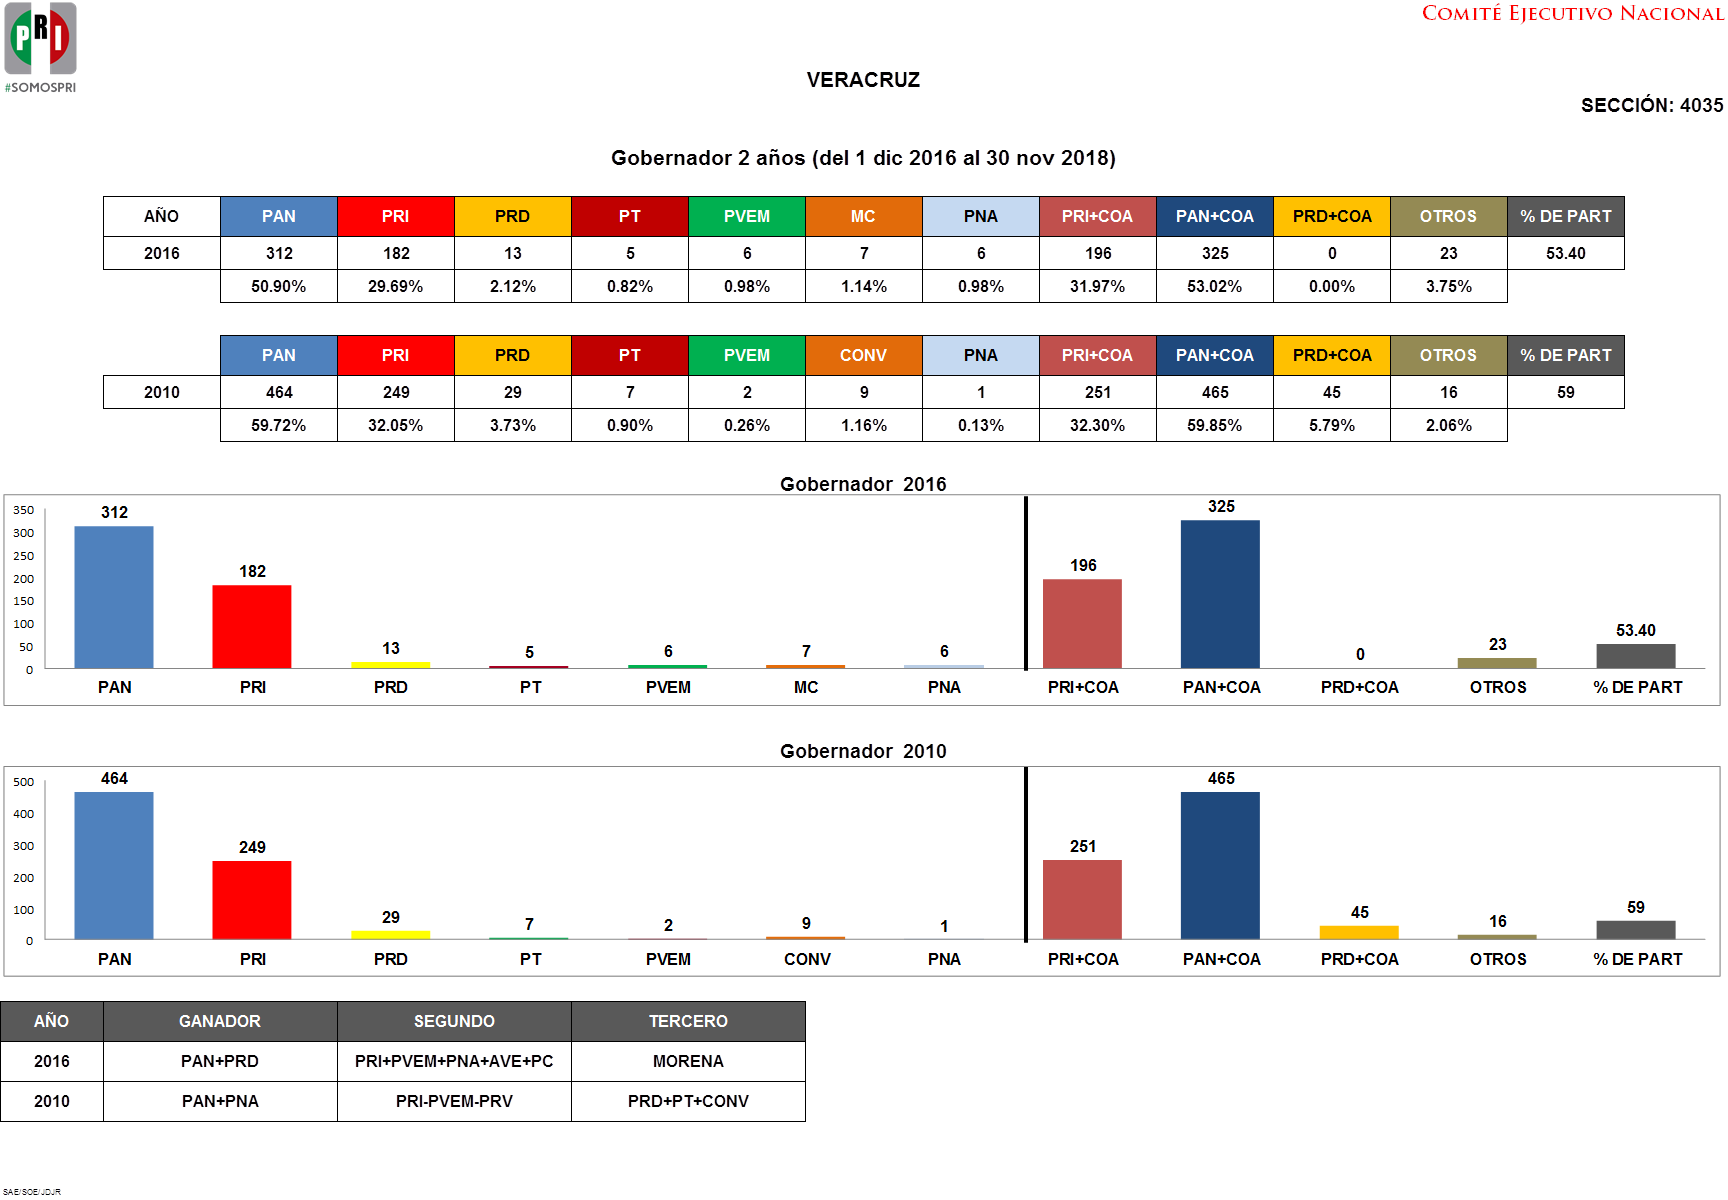 COMITÉ EJECUTIVO NACIONAL
PRI
#SOMOSPRI
VERACRUZ
SECCIÓN: 4035
Gobernador 2 años (del 1 dic 2016 al 30 nov 2018)
AÑO PAN PRI PRD PT PVEM MC PNA PRI+COA PAN+COA PRD+COA OTROS % DE PART
2016 312 182 13 5 6 7 6 196 325 0 23 53.40
50.90% 29.69% 2.12% 0.82% 0.98% 1.14% 0.98% 31.97% 53.02% 0.00% 3.75%
PAN PRI PRD PT PVEM CONV PNA PRI+COA PAN+COA PRD+COA OTROS % DE PART
2010 464 249 29 7 2 9 1 251 465 45 16 59
59.72% 32.05% 3.73% 0.90% 0.26% 1.16% 0.13% 32.30% 59.85% 5.79% 2.06%
Gobernador 2016
350
300
250
200
150
100
50
0
312 182 13 5 6 7 6 196 325 0 23 53.40
PAN PRI PRD PT PVEM MC PNA PRI+COA PAN+COA PRD+COA OTROS % DE PART
Gobernador 2010
500
400
300
200
100
0
464 249 29 7 2 9 1 251 465 45 16 59
PAN PRI PRD PT PVEM CONV PNA PRI+COA PAN+COA PRD+COA OTROS % DE PART
AÑO GANADOR SEGUNDO TERCERO
2016 PAN+PRD PRI+PVEM+PNA+AVE+PC MORENA
2010 PAN+PNA PRI-PVEM-PRV PRD+PT+CONV
SAE/SOE/JDJR